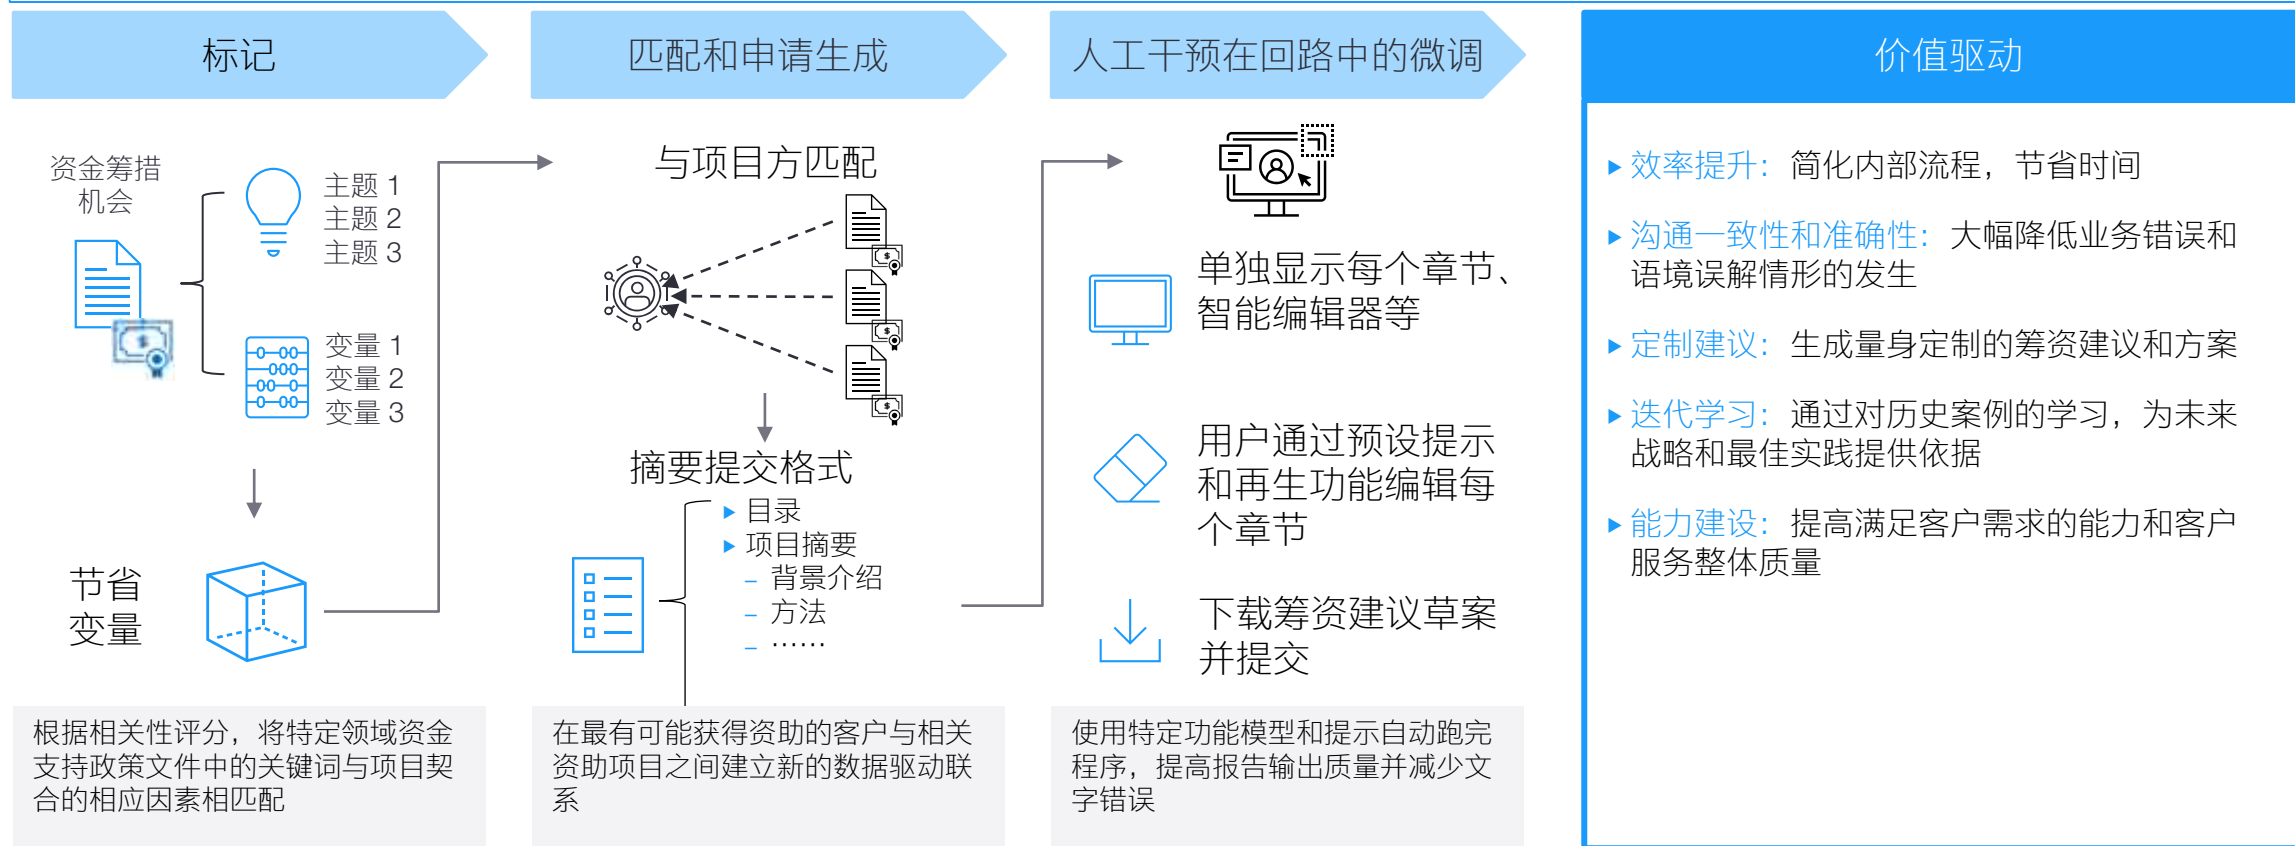 标记
资金筹措
机会
主题 1
主题 2
主题 3
变量 1
变量 2
变量 3
节省
变量
根据相关性评分，将特定领域资金
支持政策文件中的关键词与项目契
合的相应因素相匹配
匹配和申请生成
与项目方匹配
摘要提交格式
▶ 目录
▶ 项目摘要
– 背景介绍
– 方法
– ……
在最有可能获得资助的客户与相关
资助项目之间建立新的数据驱动联
系
人工干预在回路中的微调
单独显示每个章节、
智能编辑器等
用户通过预设提示
和再生功能编辑每
个章节
下载筹资建议草案
并提交
使用特定功能模型和提示自动跑完
程序，提高报告输出质量并减少文
字错误
价值驱动
▶ 效率提升：简化内部流程，节省时间
▶ 沟通一致性和准确性：大幅降低业务错误和
语境误解情形的发生
▶ 定制建议：生成量身定制的筹资建议和方案
▶ 迭代学习：通过对历史案例的学习，为未来
战略和最佳实践提供依据
▶ 能力建设：提高满足客户需求的能力和客户
服务整体质量